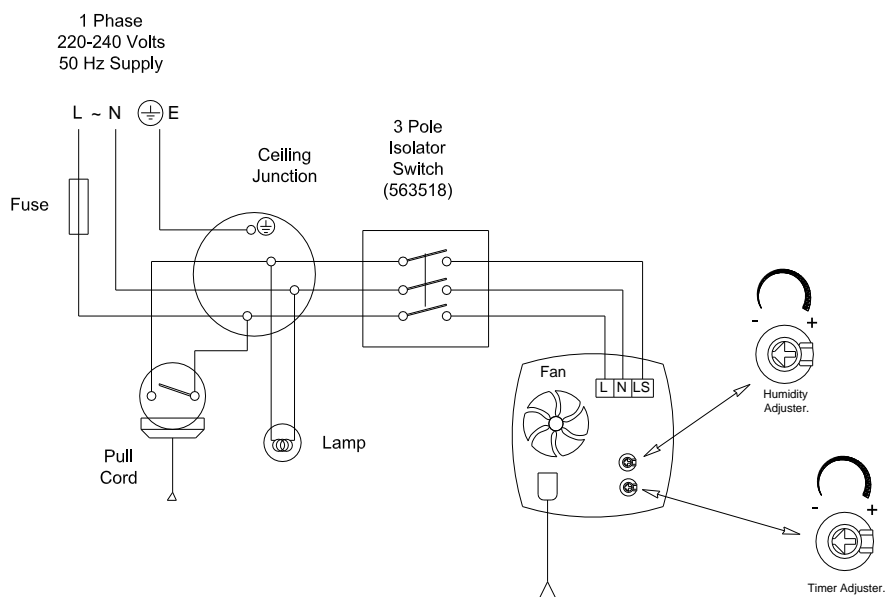 1 Phase
220-240 Volts
50 Hz Supply
L ~ N E
Fuse
Ceiling
Junction
3 Pole
Isolator
Switch
(563518)
Pull
Cord
Lamp
Fan
L N LS
- +
Humidity
Adjuster.
- +
Timer Adjuster.